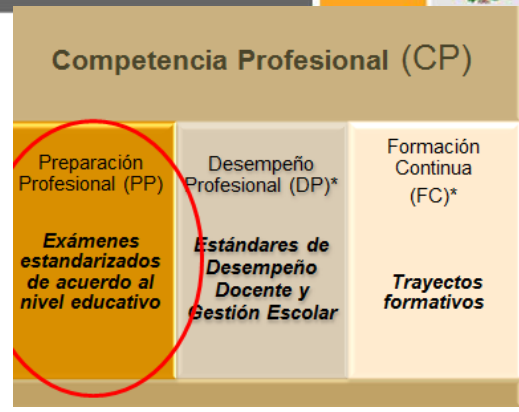 Competencia Profesional (CP)
Preparación
Profesional (PP)
Exámenes
estandarizados
de acuerdo al
nivel educativo
Desempeño
Profesional (DP)*
Estándares de
Desempeño
Docente y
Gestión Escolar
Formación
Continua
(FC)*
Trayectos
formativos